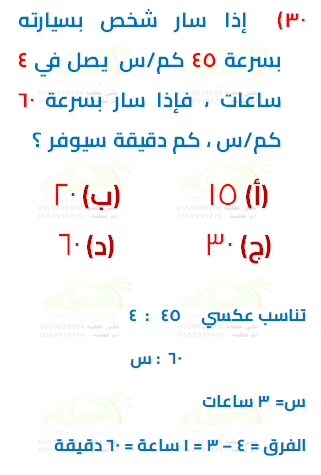 ٣٠) إذا سار شخص بسيارته
بسرعة ٤٥ كم/س يصل في ٤
ساعات ، فإذا سار بسرعة ٦٠
كم/س ، كم دقيقة سيوفر ؟
(أ) ١٥ (ب) ٢٠
(ج) ٣٠ (د) ٦٠
تناسب عكسي ٤٥ : ٤
٦٠ : س
س= ٣ ساعات
الفرق = ٤ – ٣ = ١ ساعة = ٦٠ دقيقة